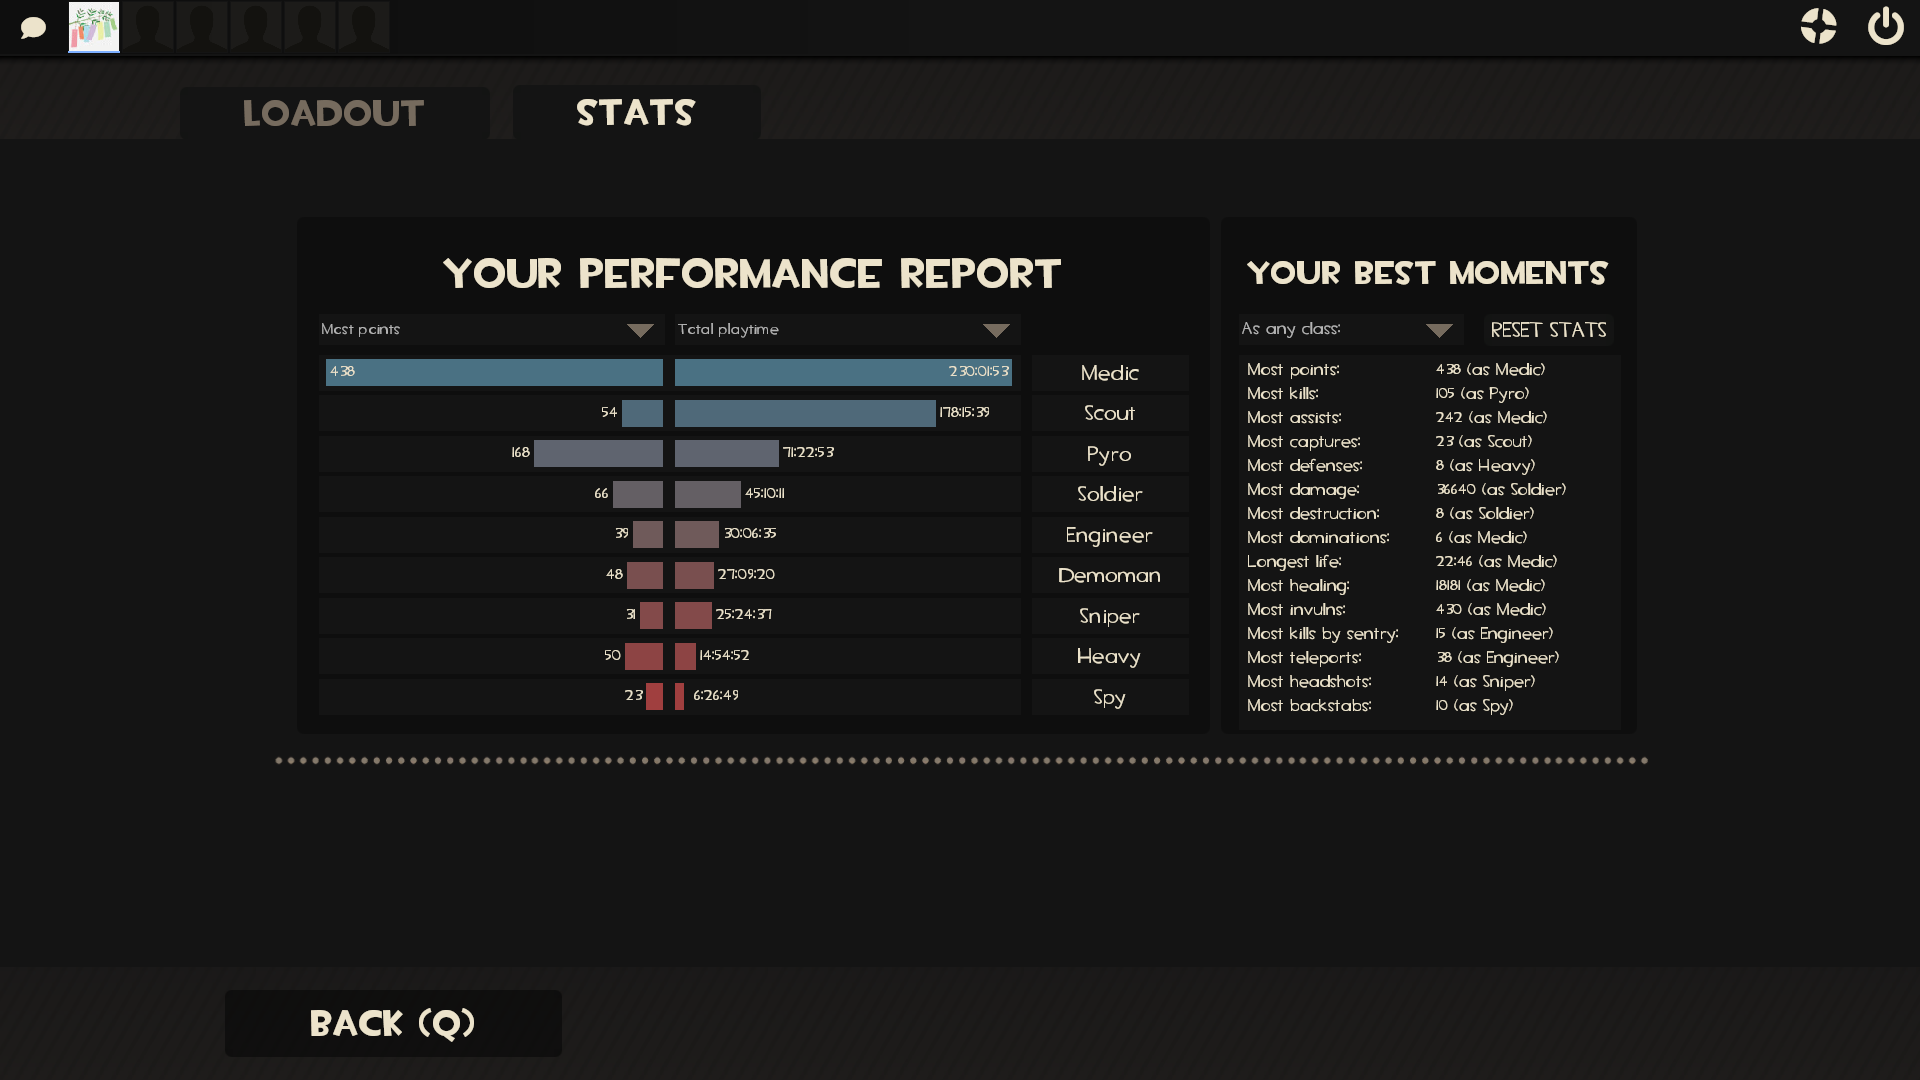 LOADOUT STATS
YOUR PERFORMANCE REPORT
Most points Total playtime
438 230:01:53 Medic
54 178:15:39 Scout
168 71:22:53 Pyro
66 45:10:11 Soldier
39 30:06:35 Engineer
48 27:09:20 Demoman
31 25:24:37 Sniper
50 14:54:52 Heavy
23 6:26:49 Spy
YOUR BEST MOMENTS
As any class: RESET STATS
Most points: 438 (as Medic)
Most kills: 105 (as Pyro)
Most assists: 242 (as Medic)
Most captures: 23 (as Scout)
Most defenses: 8 (as Heavy)
Most damage: 36640 (as Soldier)
Most destruction: 8 (as Soldier)
Most dominations: 6 (as Medic)
Longest life: 22:46 (as Medic)
Most healing: 18181 (as Medic)
Most invulns: 430 (as Medic)
Most kills by sentry: 15 (as Engineer)
Most teleports: 38 (as Engineer)
Most headshots: 14 (as Sniper)
Most backstabs: 10 (as Spy)
BACK (Q)